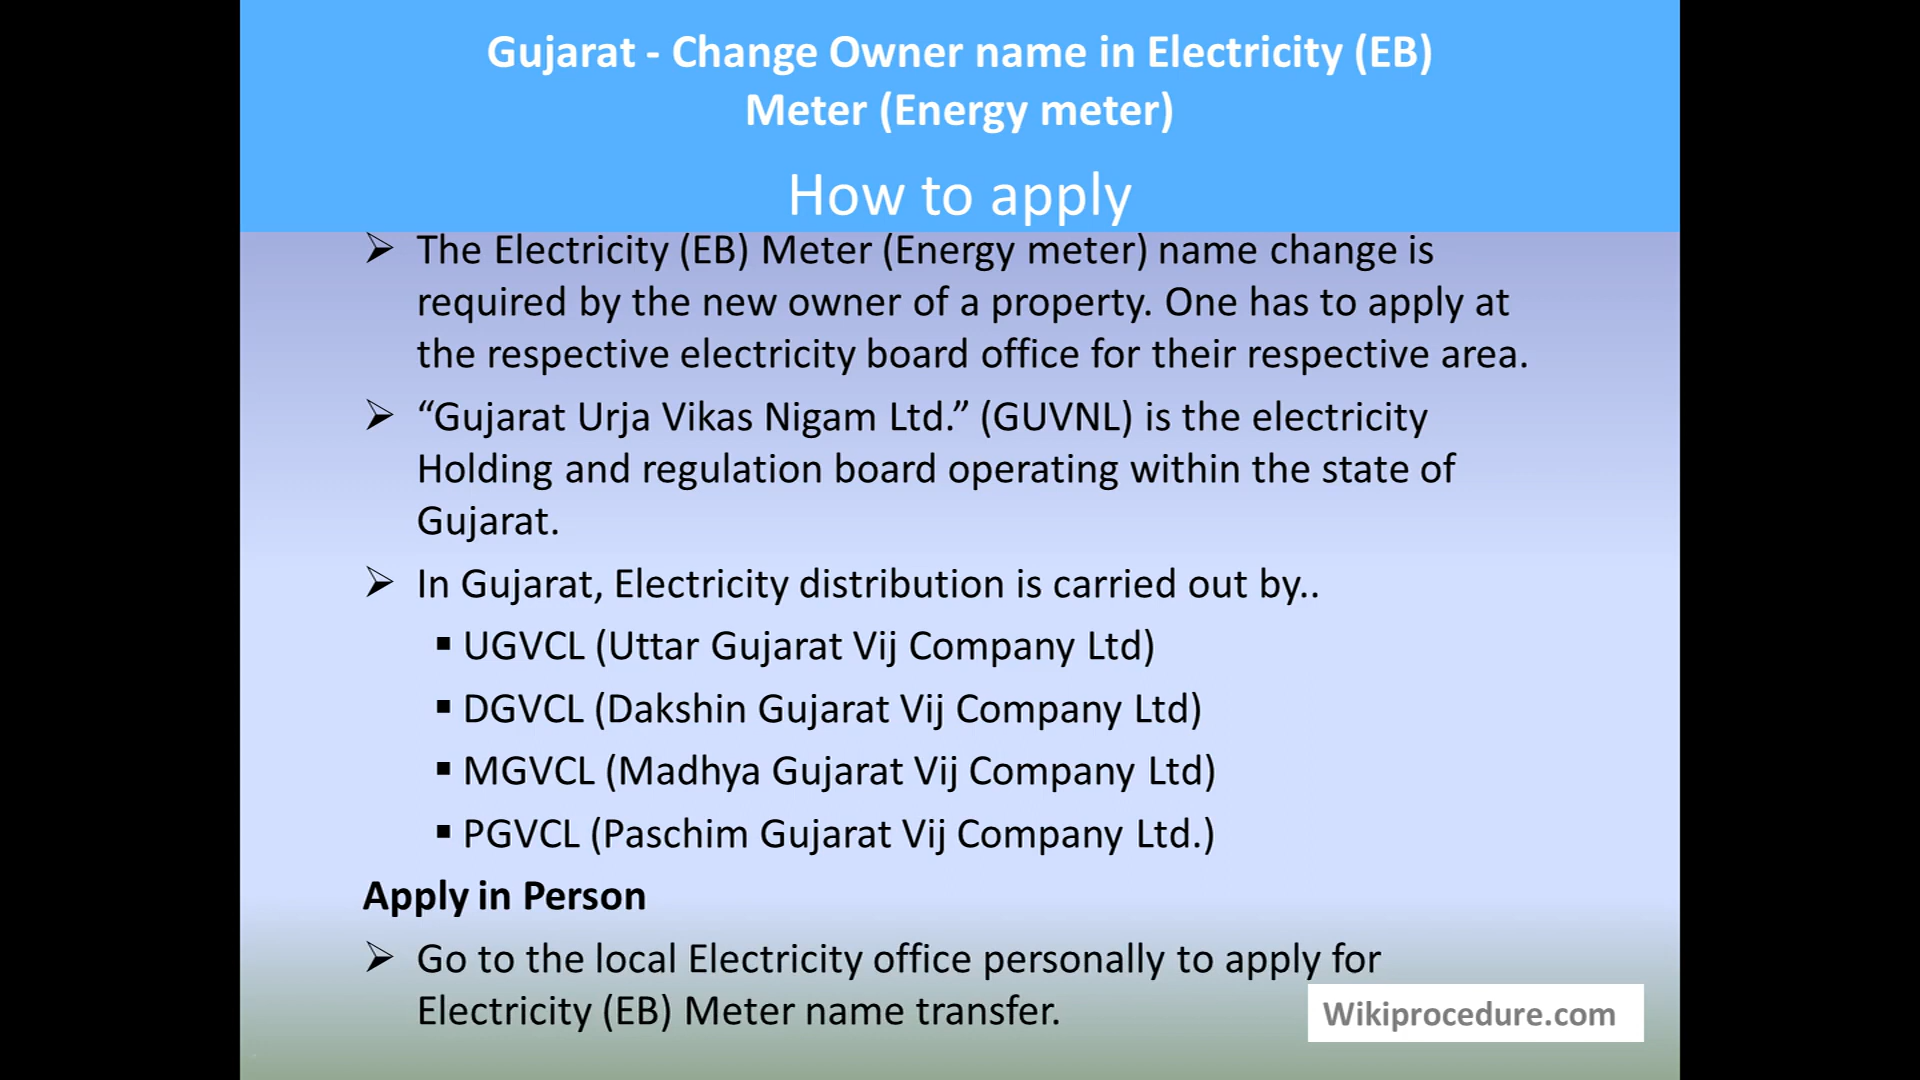 Gujarat - Change Owner name in Electricity (EB)
Meter (Energy meter)
How to apply
➢ The Electricity (EB) Meter (Energy meter) name change is
required by the new owner of a property. One has to apply at
the respective electricity board office for their respective area.
➢ “Gujarat Urja Vikas Nigam Ltd.” (GUVNL) is the electricity
Holding and regulation board operating within the state of
Gujarat.
➢ In Gujarat, Electricity distribution is carried out by..
▪ UGVCL (Uttar Gujarat Vij Company Ltd)
▪ DGVCL (Dakshin Gujarat Vij Company Ltd)
▪ MGVCL (Madhya Gujarat Vij Company Ltd)
▪ PGVCL (Paschim Gujarat Vij Company Ltd.)
Apply in Person
➢ Go to the local Electricity office personally to apply for
Electricity (EB) Meter name transfer.
Wikiprocedure.com